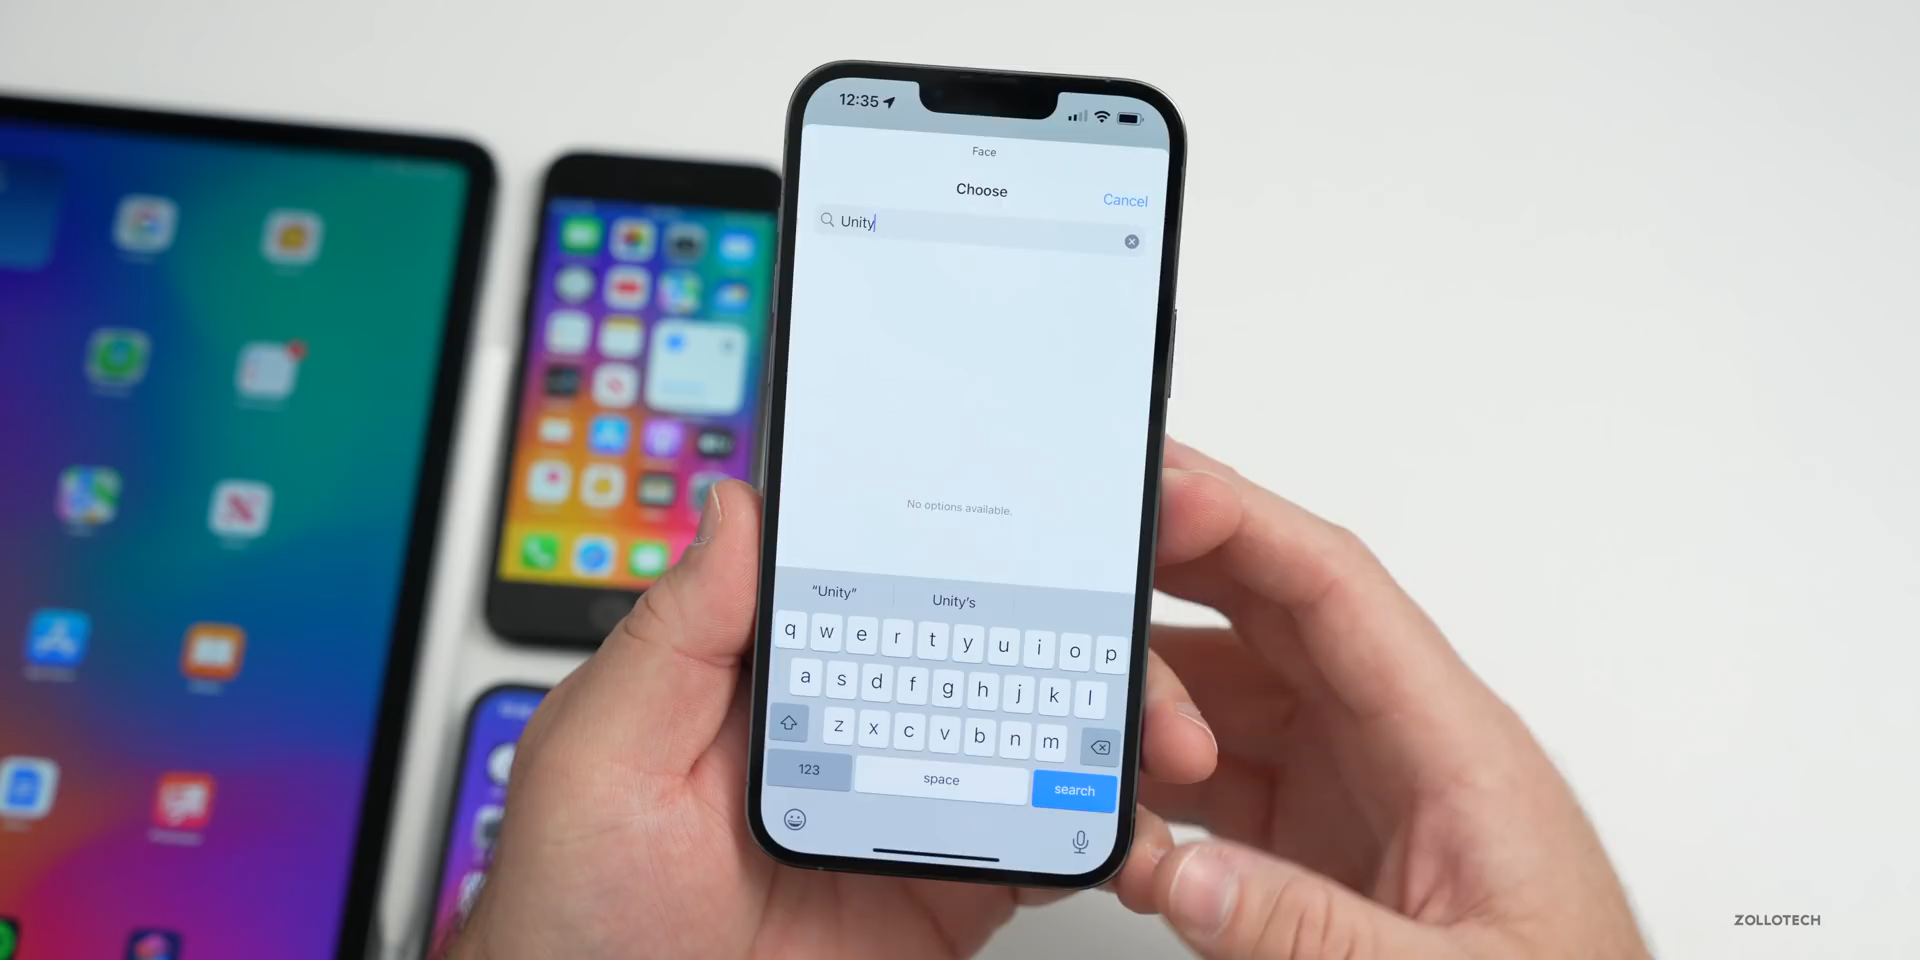 12:35
Face
Choose
Cancel
Unity
No options available.
“Unity”
Unity’s
q w e r t y u i o p
a s d f g h j k l
z x c v b n m
123
space
search
ZOLLOTECH